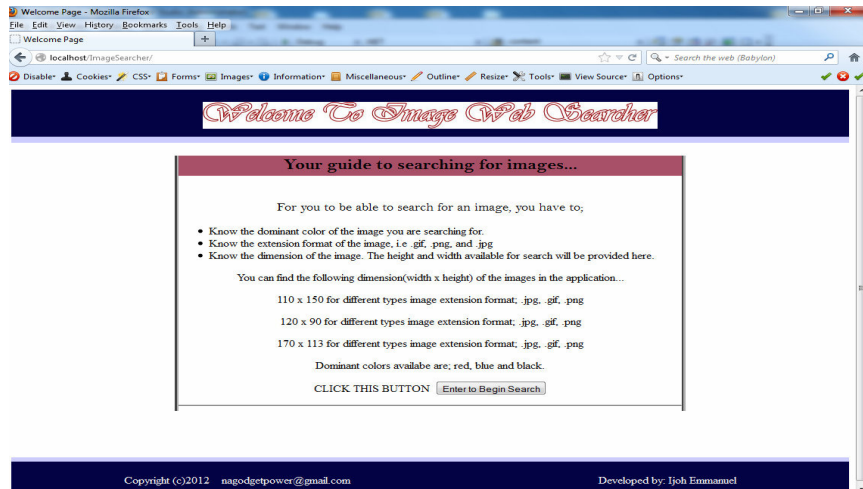 Welcome Page - Mozilla Firefox
File Edit View History Bookmarks Tools Help
Welcome Page +
localhost/ImageSearcher/ Search the web (Babylon)
Disable Cookies CSS Forms Images Information Miscellaneous Outline Resize Tools View Source Options
Welcome To Image Web Searcher
Your guide to searching for images...
For you to be able to search for an image, you have to;
• Know the dominant color of the image you are searching for.
• Know the extension format of the image, i.e .gif, .png, and .jpg
• Know the dimension of the image. The height and width available for search will be provided here.
You can find the following dimension(width x height) of the images in the application...
110 x 150 for different types image extension format; .jpg, .gif, .png
120 x 90 for different types image extension format; .jpg, .gif, .png
170 x 113 for different types image extension format; .jpg, .gif, .png
Dominant colors availabe are; red, blue and black.
CLICK THIS BUTTON Enter to Begin Search
Copyright (c)2012 nagodgetpower@gmail.com Developed by: Ijoh Emmanuel